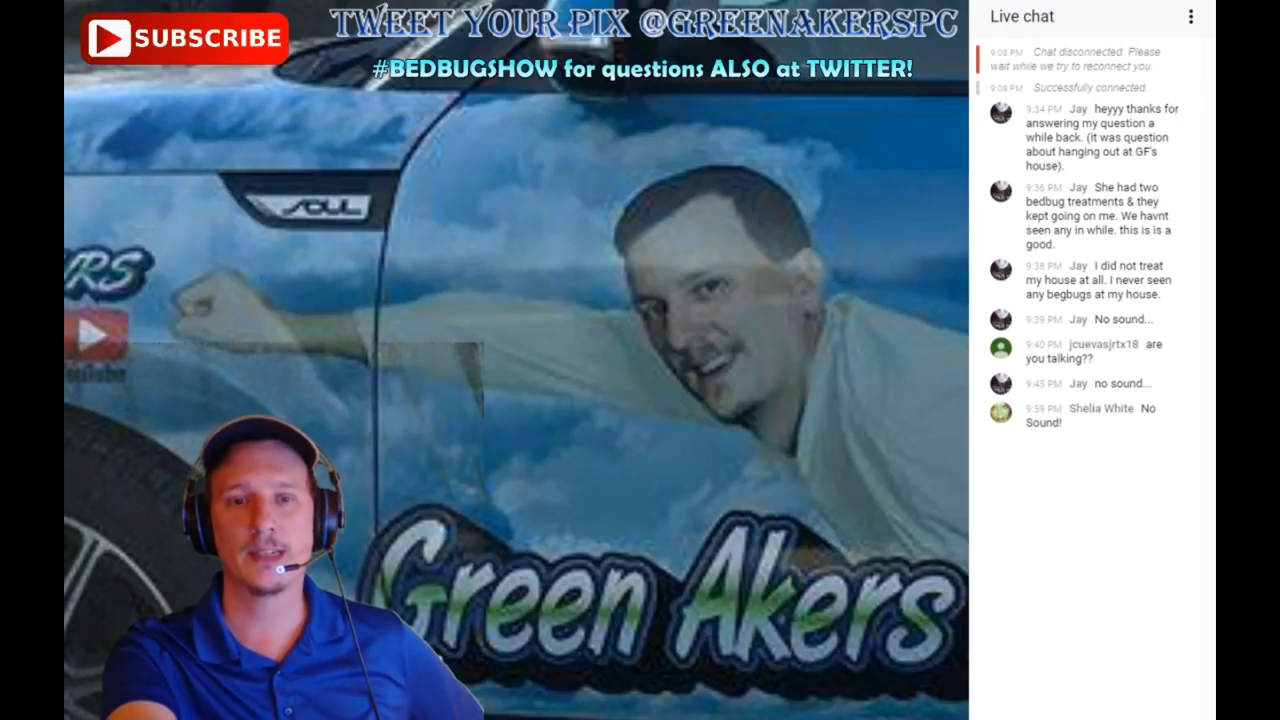 SUBSCRIBE
TWEET YOUR PIX @GREENAKERSPC
#BEDBUGSHOW for questions ALSO at TWITTER!
SOUL
URS
YouTube
Green Akers
Live chat
9:08 PM Chat disconnected. Please
wait while we try to reconnect you.
9:08 PM Successfully connected.
9:34 PM Jay heyyy thanks for
answering my question a
while back. (it was question
about hanging out at GF's
house).
9:36 PM Jay She had two
bedbug treatments & they
kept going on me. We havnt
seen any in while. this is is a
good.
9:38 PM Jay I did not treat
my house at all. I never seen
any begbugs at my house.
9:39 PM Jay No sound...
9:40 PM jcuevasjrtx18 are
you talking??
9:45 PM Jay no sound...
9:59 PM Shelia White No
Sound!